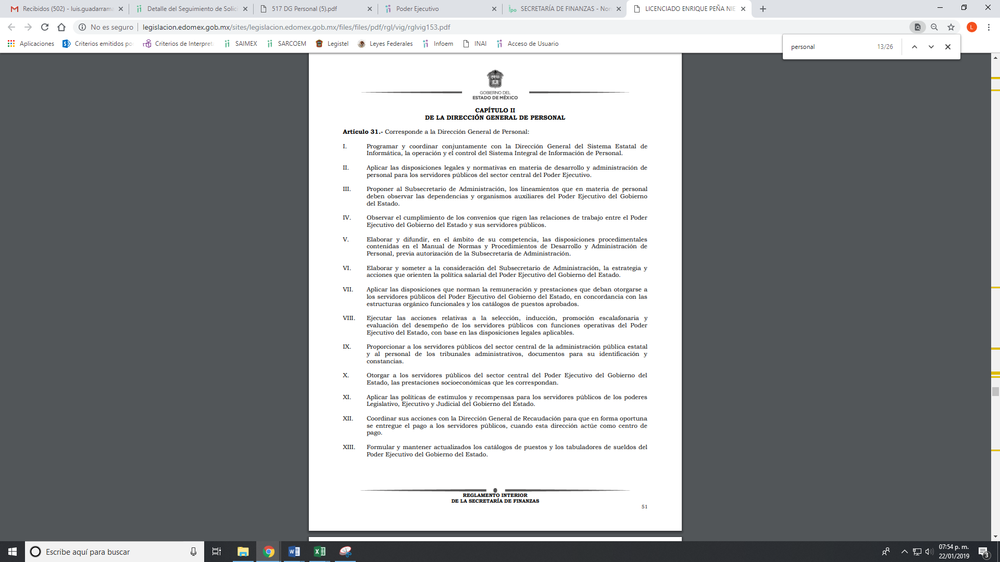 Recibidos (502) - luis.guadarrama
Detalle del Seguimiento de Solici
517 DG Personal (5).pdf
Poder Ejecutivo
SECRETARÍA DE FINANZAS - Nor
LICENCIADO ENRIQUE PEÑA NIE
No es seguro
legislacion.edomex.gob.mx/sites/legislacion.edomex.gob.mx/files/files/pdf/rgl/vig/rglvig153.pdf
L
Aplicaciones
Criterios emitidos po
Criterios de Interpret
SAIMEX
SARCOEM
Legistel
Leyes Federales
Infoem
INAI
Acceso de Usuario
personal
13/26
GOBIERNO DEL
ESTADO DE MÉXICO
CAPÍTULO II
DE LA DIRECCIÓN GENERAL DE PERSONAL
Artículo 31.- Corresponde a la Dirección General de Personal:
I. Programar y coordinar conjuntamente con la Dirección General del Sistema Estatal de
Informática, la operación y el control del Sistema Integral de Información de Personal.
II. Aplicar las disposiciones legales y normativas en materia de desarrollo y administración de
personal para los servidores públicos del sector central del Poder Ejecutivo.
III. Proponer al Subsecretario de Administración, los lineamientos que en materia de personal
deben observar las dependencias y organismos auxiliares del Poder Ejecutivo del Gobierno
del Estado.
IV. Observar el cumplimiento de los convenios que rigen las relaciones de trabajo entre el Poder
Ejecutivo del Gobierno del Estado y sus servidores públicos.
V. Elaborar y difundir, en el ámbito de su competencia, las disposiciones procedimentales
contenidas en el Manual de Normas y Procedimientos de Desarrollo y Administración de
Personal, previa autorización de la Subsecretaría de Administración.
VI. Elaborar y someter a la consideración del Subsecretario de Administración, la estrategia y
acciones que orienten la política salarial del Poder Ejecutivo del Gobierno del Estado.
VII. Aplicar las disposiciones que norman la remuneración y prestaciones que deban otorgarse a
los servidores públicos del Poder Ejecutivo del Gobierno del Estado, en concordancia con las
estructuras orgánico funcionales y los catálogos de puestos aprobados.
VIII. Ejecutar las acciones relativas a la selección, inducción, promoción escalafonaria y
evaluación del desempeño de los servidores públicos con funciones operativas del Poder
Ejecutivo del Estado, con base en las disposiciones legales aplicables.
IX. Proporcionar a los servidores públicos del sector central de la administración pública estatal
y al personal de los tribunales administrativos, documentos para su identificación y
constancias.
X. Otorgar a los servidores públicos del sector central del Poder Ejecutivo del Gobierno del
Estado, las prestaciones socioeconómicas que les correspondan.
XI. Aplicar las políticas de estímulos y recompensas para los servidores públicos de los poderes
Legislativo, Ejecutivo y Judicial del Gobierno del Estado.
XII. Coordinar sus acciones con la Dirección General de Recaudación para que en forma oportuna
se entregue el pago a los servidores públicos, cuando esta dirección actúe como centro de
pago.
XIII. Formular y mantener actualizados los catálogos de puestos y los tabuladores de sueldos del
Poder Ejecutivo del Gobierno del Estado.
REGLAMENTO INTERIOR
DE LA SECRETARÍA DE FINANZAS
51
Escribe aquí para buscar
07:54 p. m.
22/01/2019
3